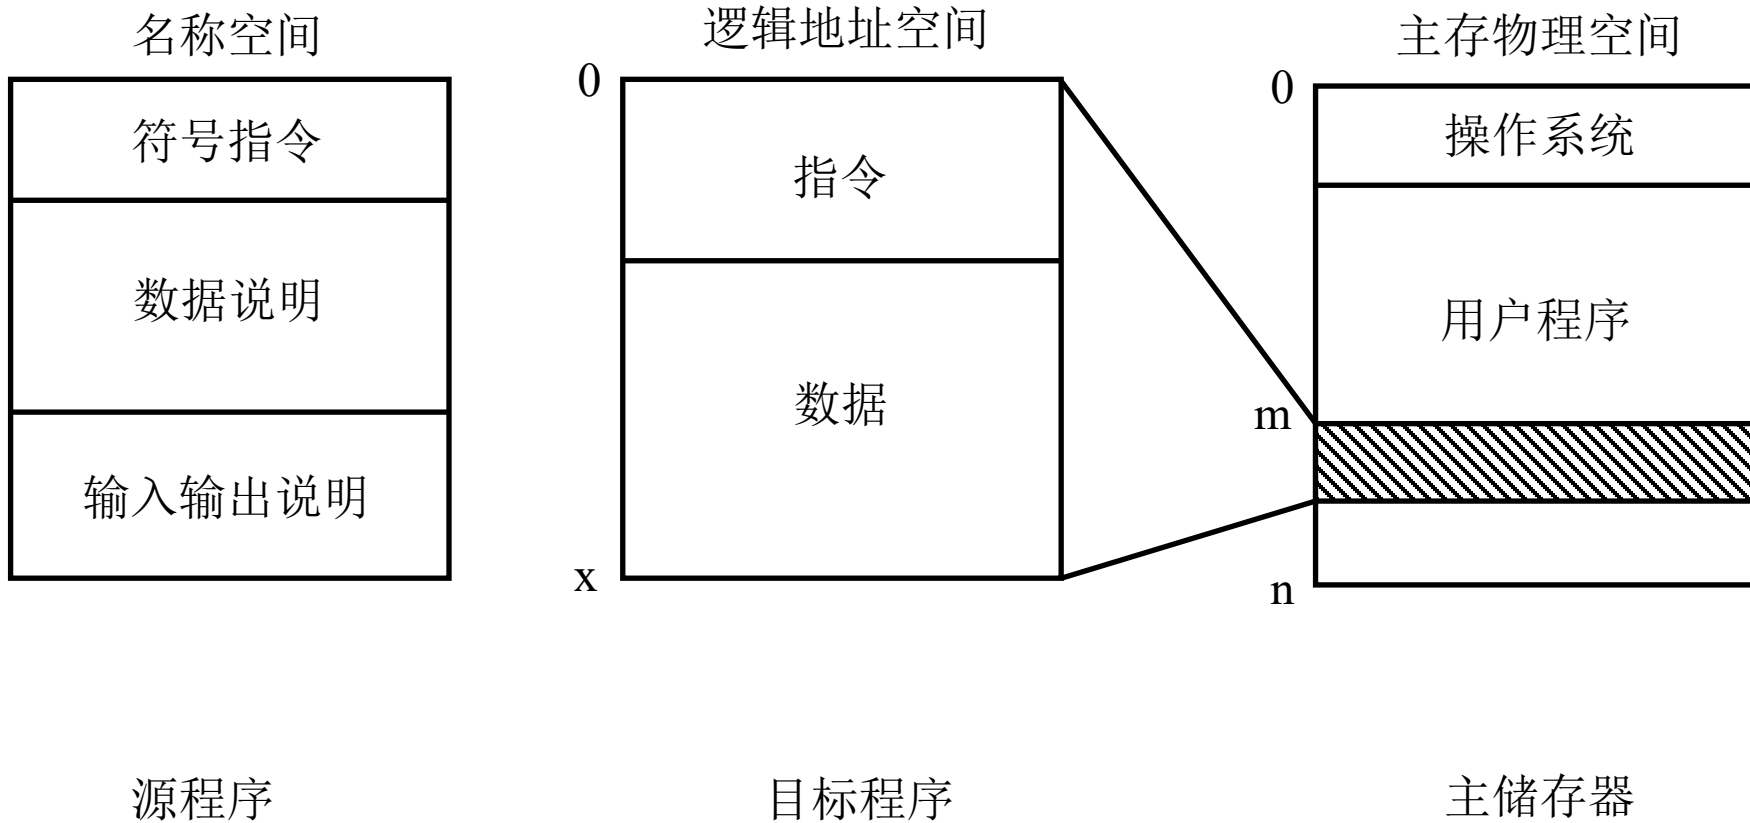 名称空间
逻辑地址空间
主存物理空间
0
0
符号指令
指令
操作系统
数据说明
数据
用户程序
m
输入输出说明
x
n
源程序
目标程序
主储存器